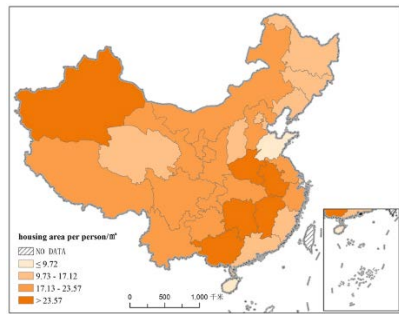 housing area per person/㎡
NO DATA
≤ 9.72
9.73 - 17.12
17.13 - 23.57
> 23.57
0 500 1,000 千米